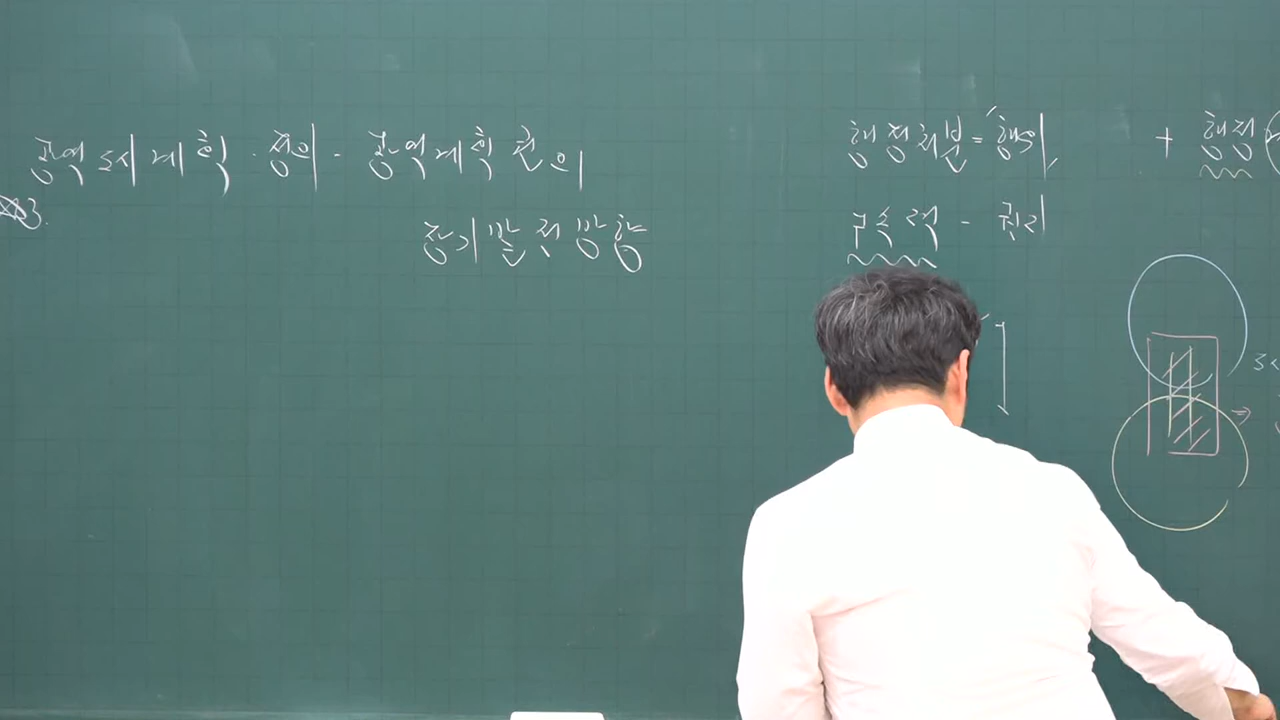 광역도시계획 · 정의 - 광역계획권의
장기발전방향
행정처분 = 행위
구속적 - 권리
+ 행정